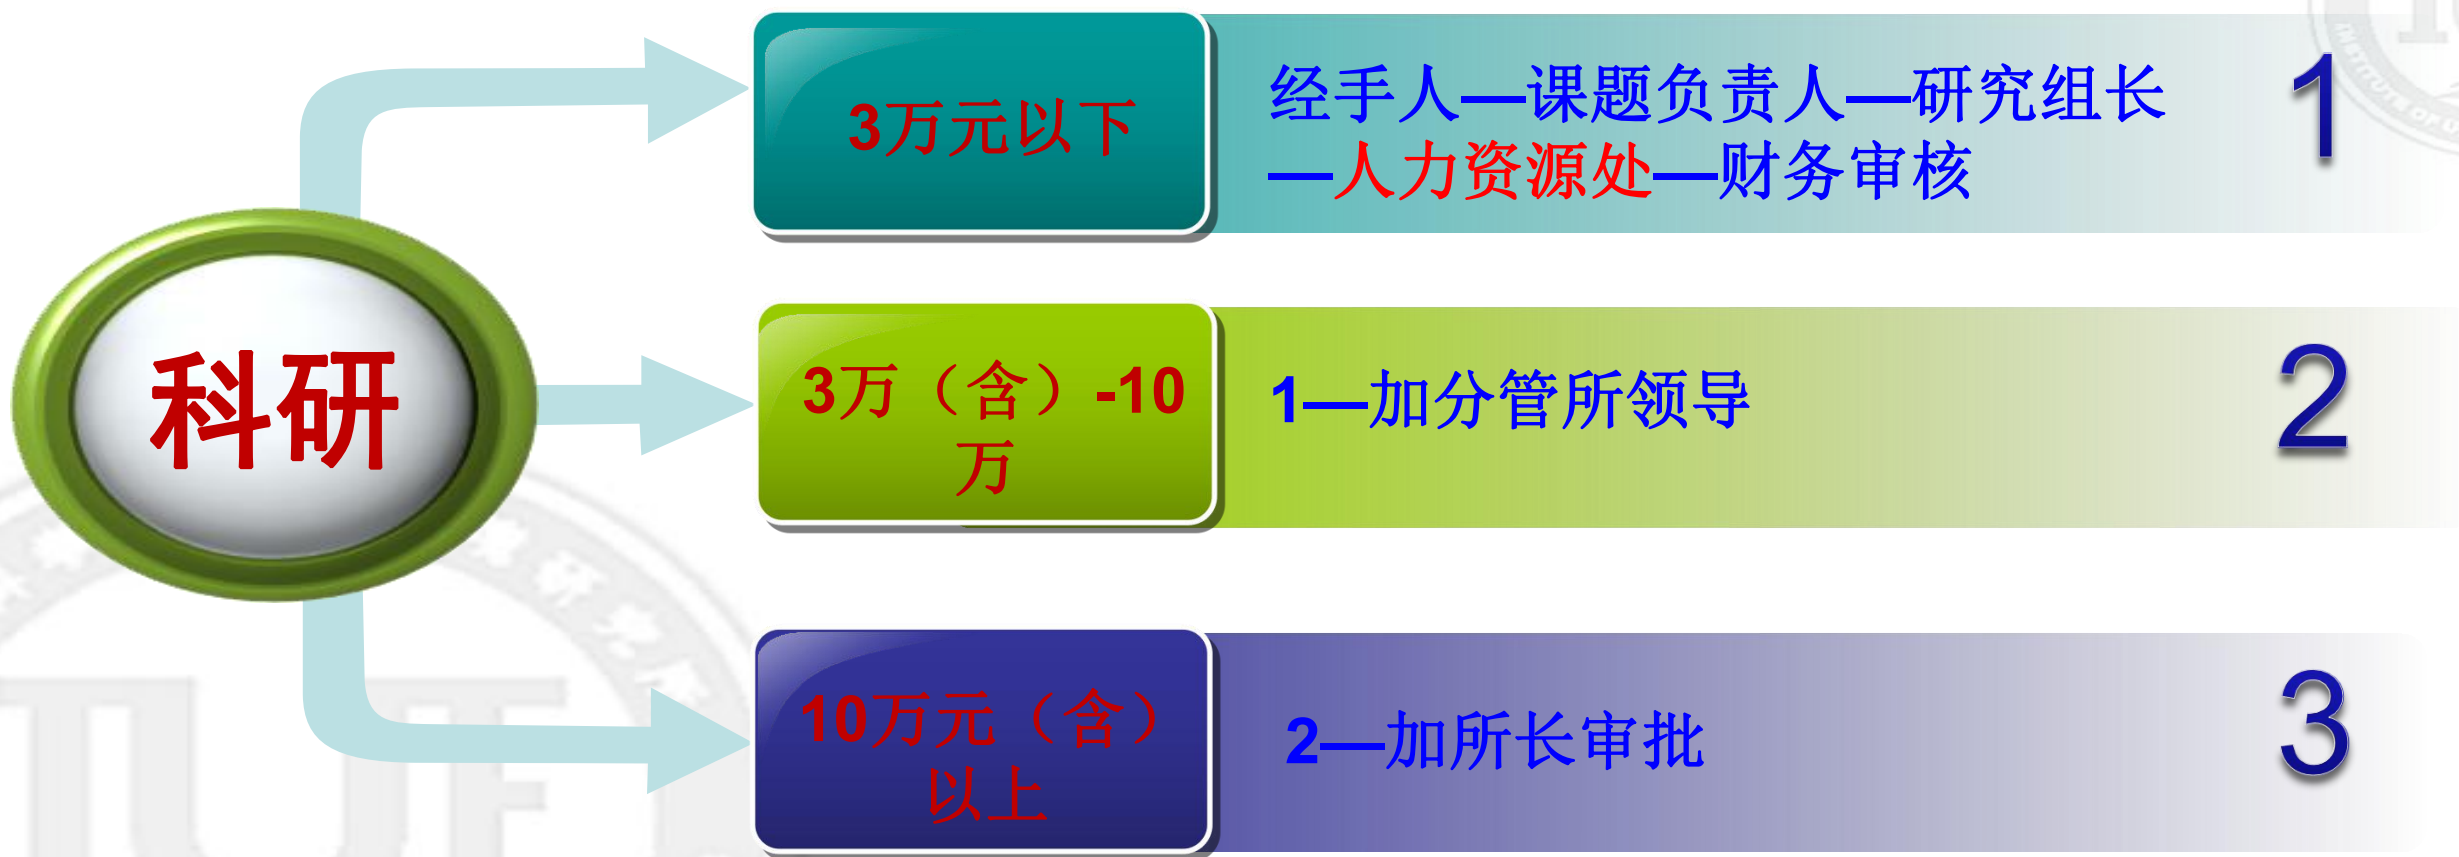 科研
3万元以下
经手人—课题负责人—研究组长
—人力资源处—财务审核
1
3万（含）-10
万
1—加分管所领导
2
10万元（含）
以上
2—加所长审批
3